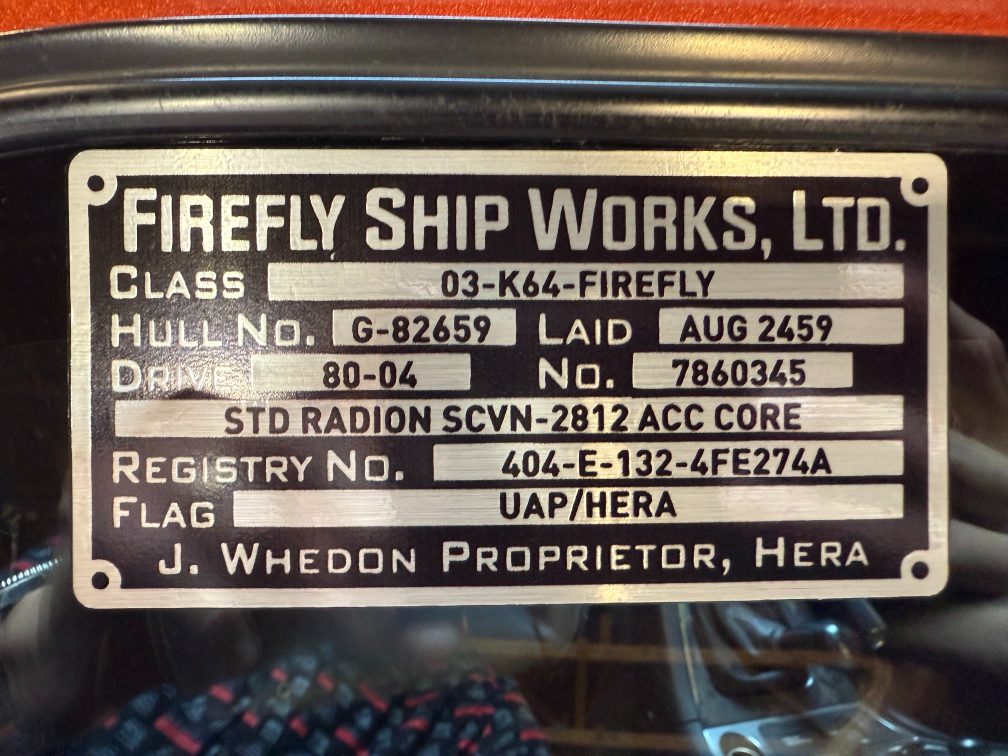 FIREFLY SHIP WORKS, LTD.
CLASS 03-K64-FIREFLY
HULL NO. G-82659 LAID AUG 2459
DRIVE 80-04 NO. 7860345
STD RADION SCVN-2812 ACC CORE
REGISTRY NO. 404-E-132-4FE274A
FLAG UAP/HERA
J. WHEDON PROPRIETOR, HERA